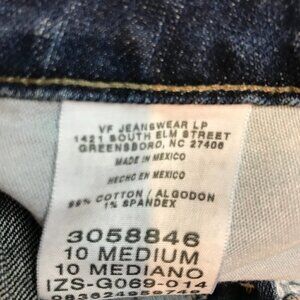 VF JEANSWEAR LP
1421 SOUTH ELM STREET
GREENSBORO, NC 27406
MADE IN MEXICO
HECHO EN MEXICO
99% COTTON / ALGODON
1% SPANDEX
3058846
10 MEDIUM
10 MEDIANO
IZS-G069-014